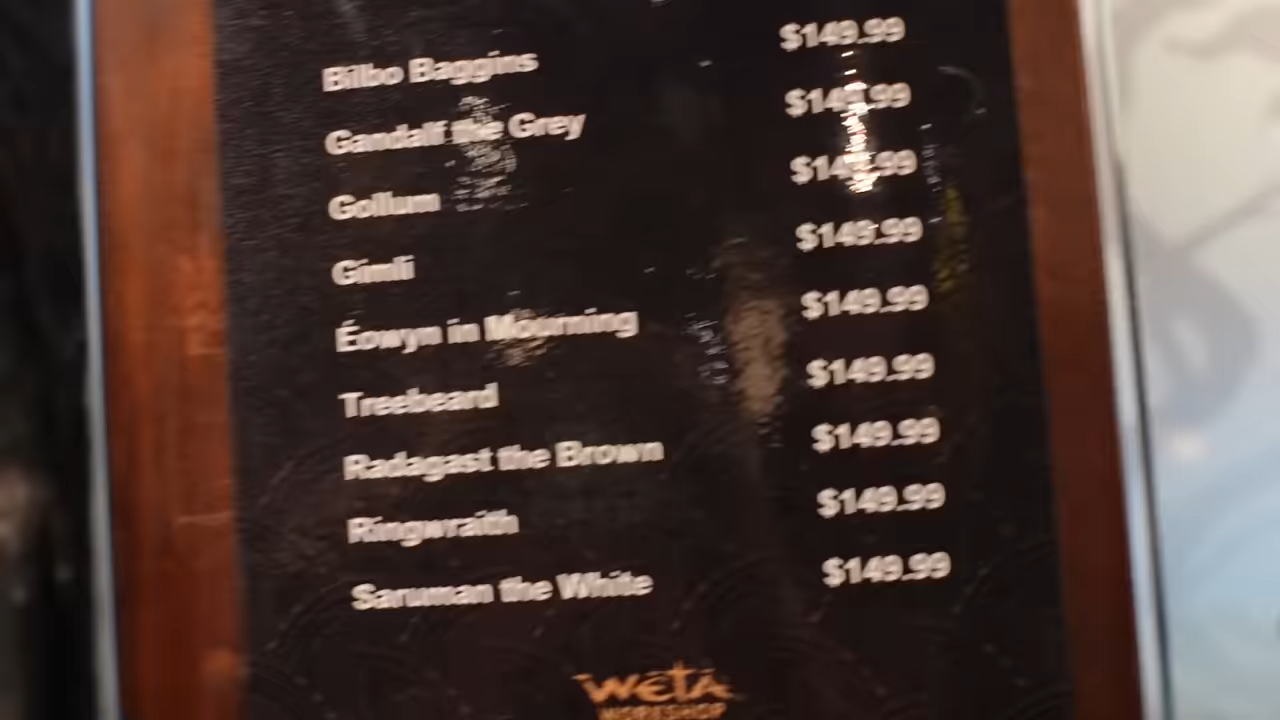 Bilbo Baggins $149.99
Gandalf the Grey $149.99
Gollum $149.99
Gimli $149.99
Éowyn in Mourning $149.99
Treebeard $149.99
Radagast the Brown $149.99
Ringwraith $149.99
Saruman the White $149.99
WETA
WORKSHOP